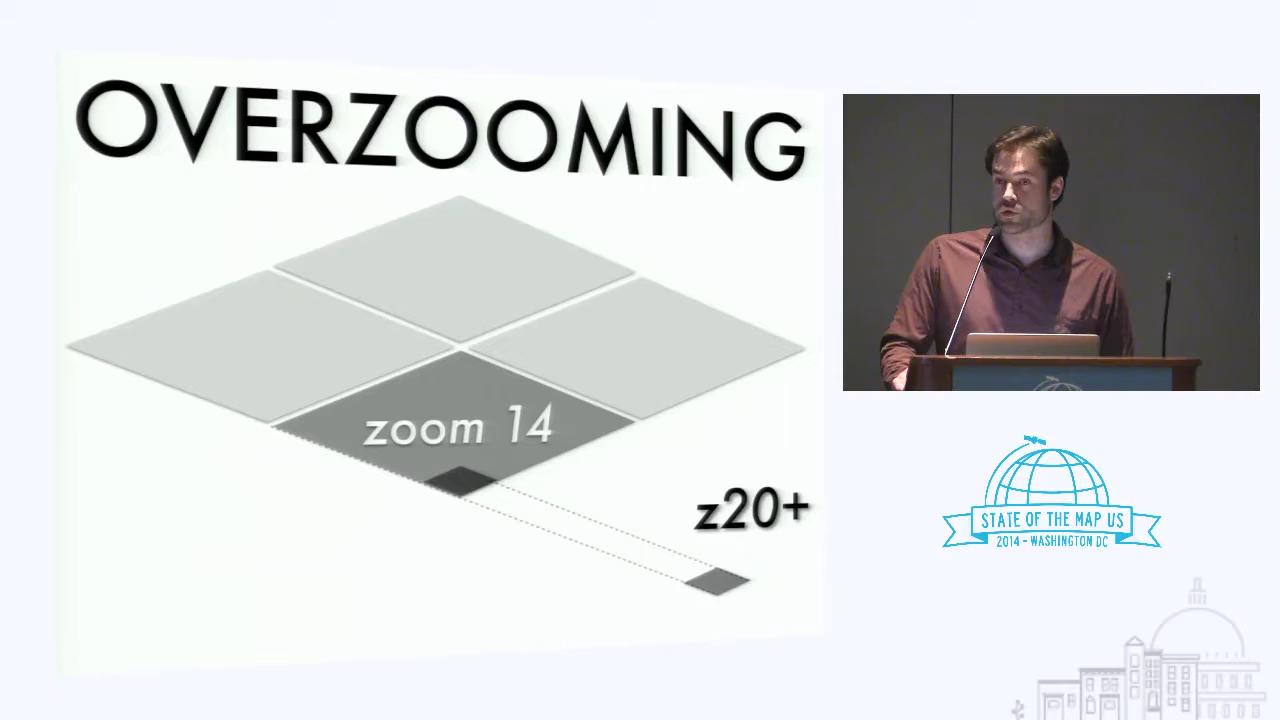 OVERZOOMING
zoom 14
z20+
STATE OF THE MAP US
2014 - WASHINGTON DC